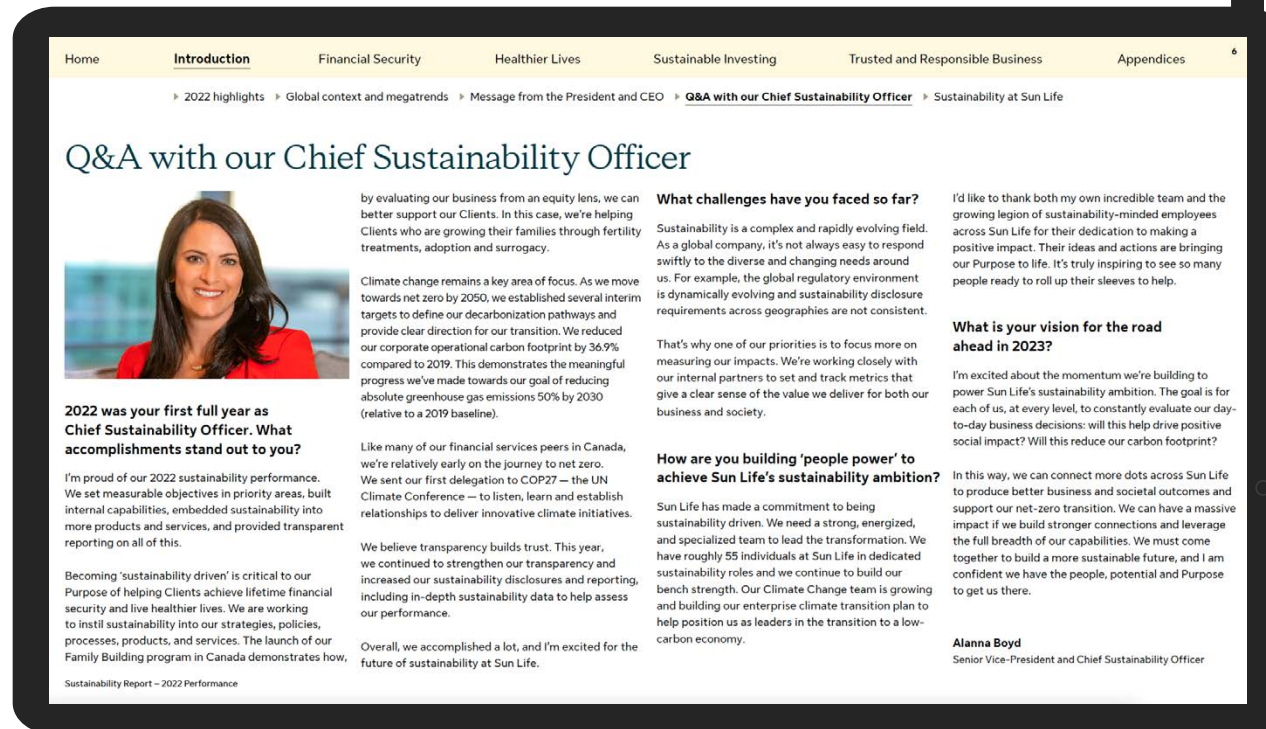 Home Introduction Financial Security Healthier Lives Sustainable Investing Trusted and Responsible Business Appendices 6
2022 highlights Global context and megatrends Message from the President and CEO Q&A with our Chief Sustainability Officer Sustainability at Sun Life
Q&A with our Chief Sustainability Officer
2022 was your first full year as
Chief Sustainability Officer. What
accomplishments stand out to you?
I'm proud of our 2022 sustainability performance.
We set measurable objectives in priority areas, built
internal capabilities, embedded sustainability into
more products and services, and provided transparent
reporting on all of this.
Becoming 'sustainability driven' is critical to our
Purpose of helping Clients achieve lifetime financial
security and live healthier lives. We are working
to instil sustainability into our strategies, policies,
processes, products, and services. The launch of our
Family Building program in Canada demonstrates how,
by evaluating our business from an equity lens, we can
better support our Clients. In this case, we're helping
Clients who are growing their families through fertility
treatments, adoption and surrogacy.
Climate change remains a key area of focus. As we move
towards net zero by 2050, we established several interim
targets to define our decarbonization pathways and
provide clear direction for our transition. We reduced
our corporate operational carbon footprint by 36.9%
compared to 2019. This demonstrates the meaningful
progress we've made towards our goal of reducing
absolute greenhouse gas emissions 50% by 2030
(relative to a 2019 baseline).
Like many of our financial services peers in Canada,
we're relatively early on the journey to net zero.
We sent our first delegation to COP27 — the UN
Climate Conference — to listen, learn and establish
relationships to deliver innovative climate initiatives.
We believe transparency builds trust. This year,
we continued to strengthen our transparency and
increased our sustainability disclosures and reporting,
including in-depth sustainability data to help assess
our performance.
Overall, we accomplished a lot, and I'm excited for the
future of sustainability at Sun Life.
What challenges have you faced so far?
Sustainability is a complex and rapidly evolving field.
As a global company, it's not always easy to respond
swiftly to the diverse and changing needs around
us. For example, the global regulatory environment
is dynamically evolving and sustainability disclosure
requirements across geographies are not consistent.
That's why one of our priorities is to focus more on
measuring our impacts. We're working closely with
our internal partners to set and track metrics that
give a clear sense of the value we deliver for both our
business and society.
How are you building 'people power' to
achieve Sun Life's sustainability ambition?
Sun Life has made a commitment to being
sustainability driven. We need a strong, energized,
and specialized team to lead the transformation. We
have roughly 55 individuals at Sun Life in dedicated
sustainability roles and we continue to build our
bench strength. Our Climate Change team is growing
and building our enterprise climate transition plan to
help position us as leaders in the transition to a low-
carbon economy.
I'd like to thank both my own incredible team and the
growing legion of sustainability-minded employees
across Sun Life for their dedication to making a
positive impact. Their ideas and actions are bringing
our Purpose to life. It's truly inspiring to see so many
people ready to roll up their sleeves to help.
What is your vision for the road
ahead in 2023?
I'm excited about the momentum we're building to
power Sun Life's sustainability ambition. The goal is for
each of us, at every level, to constantly evaluate our day-
to-day business decisions: will this help drive positive
social impact? Will this reduce our carbon footprint?
In this way, we can connect more dots across Sun Life
to produce better business and societal outcomes and
support our net-zero transition. We can have a massive
impact if we build stronger connections and leverage
the full breadth of our capabilities. We must come
together to build a more sustainable future, and I am
confident we have the people, potential and Purpose
to get us there.
Alanna Boyd
Senior Vice-President and Chief Sustainability Officer
Sustainability Report – 2022 Performance